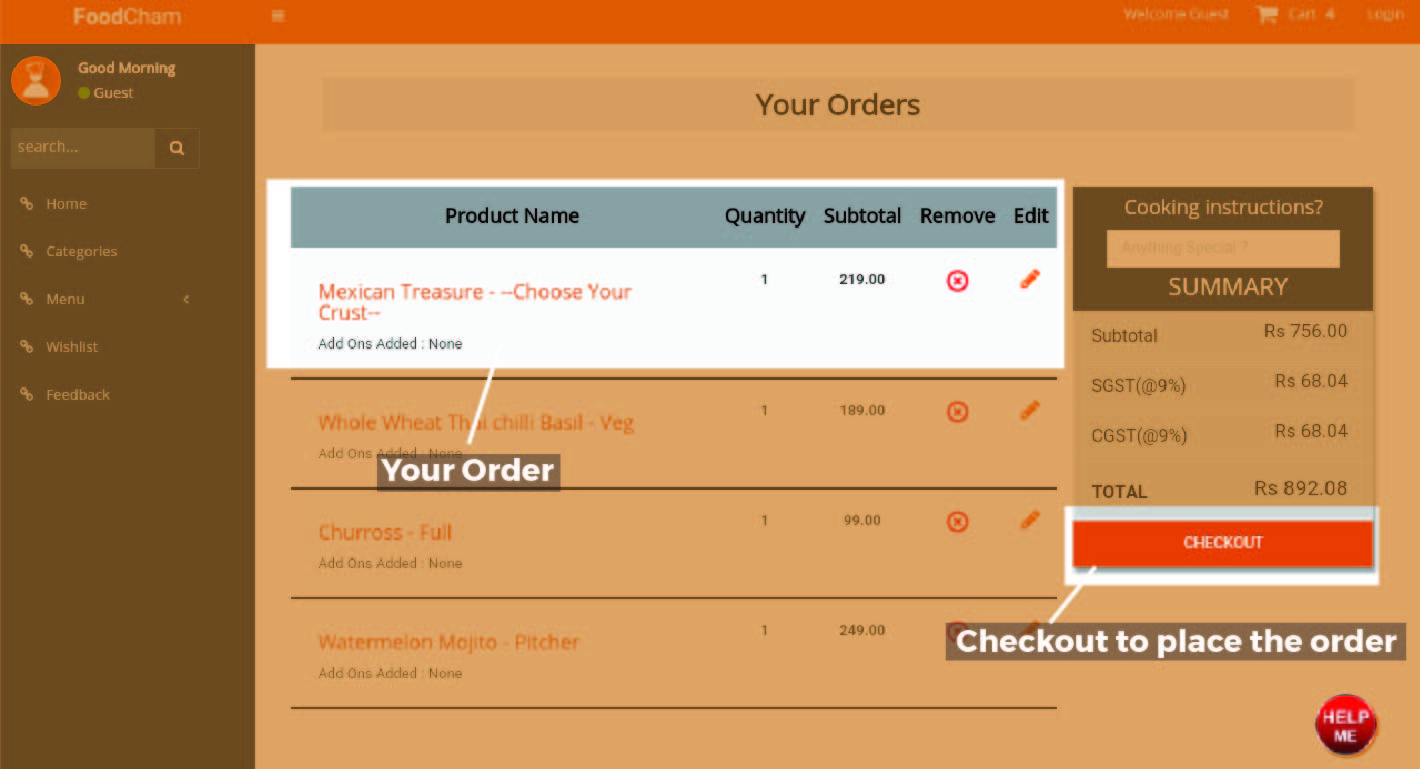 FoodCham
Welcome Guest
Cart 4
Login
Good Morning
Guest
search...
Home
Categories
Menu
Wishlist
Feedback
Your Orders
Product Name Quantity Subtotal Remove Edit
Mexican Treasure - --Choose Your
Crust--
1 219.00
Add Ons Added : None
Whole Wheat Thai chilli Basil - Veg
1 189.00
Add Ons Added : None
Your Order
Churross - Full
1 99.00
Add Ons Added : None
Watermelon Mojito - Pitcher
1 249.00
Add Ons Added : None
Cooking instructions?
Anything Special ?
SUMMARY
Subtotal Rs 756.00
SGST(@9%) Rs 68.04
CGST(@9%) Rs 68.04
TOTAL Rs 892.08
CHECKOUT
Checkout to place the order
HELP
ME